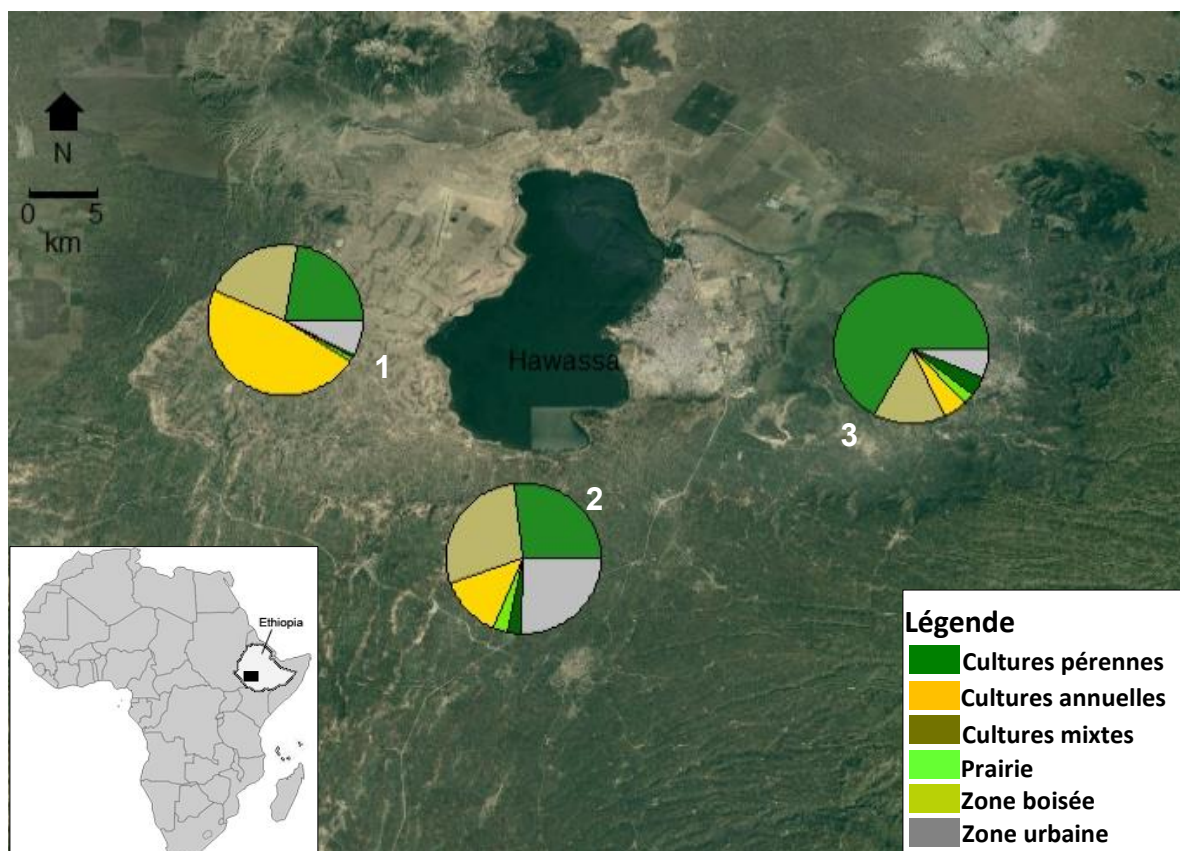 N
0 5
km
1
Hawassa
3
2
Ethiopia
Légende
Cultures pérennes
Cultures annuelles
Cultures mixtes
Prairie
Zone boisée
Zone urbaine